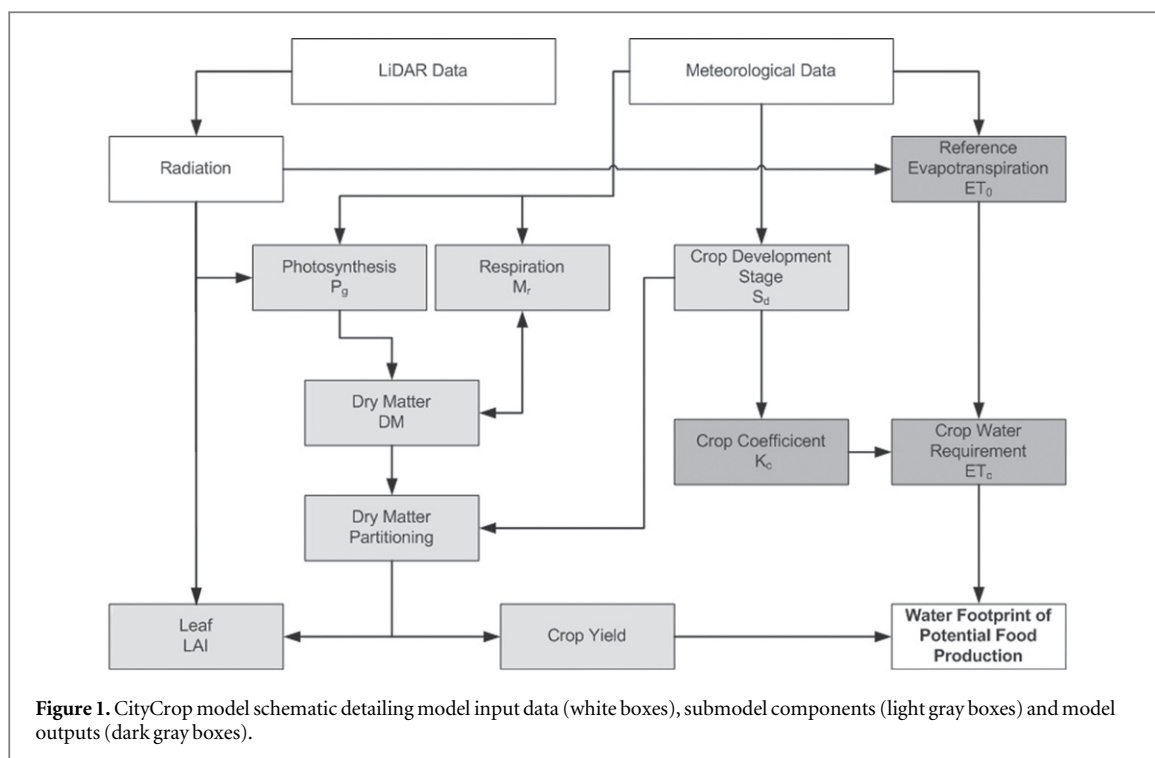 LiDAR Data
Meteorological Data
Radiation
Reference
Evapotranspiration
ET0
Photosynthesis
Pg
Respiration
Mr
Crop Development
Stage
Sd
Dry Matter
DM
Crop Coefficicent
Kc
Crop Water
Requirement
ETc
Dry Matter
Partitioning
Leaf
LAI
Crop Yield
Water Footprint of
Potential Food
Production
Figure 1. CityCrop model schematic detailing model input data (white boxes), submodel components (light gray boxes) and model
outputs (dark gray boxes).